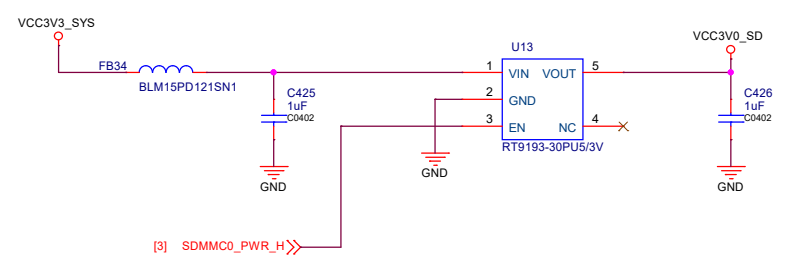 VCC3V3_SYS
VCC3V0_SD
U13
FB34
BLM15PD121SN1
1
VIN
VOUT
5
C425
1uF
C0402
2
GND
C426
1uF
C0402
3
EN
NC
4
RT9193-30PU5/3V
GND
GND
GND
[3] SDMMC0_PWR_H